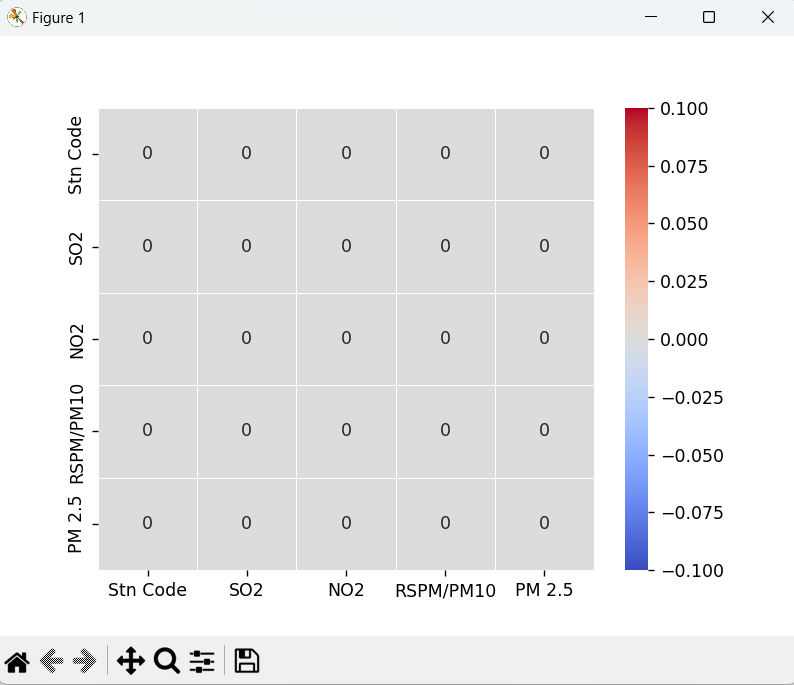 Figure 1
0.100
Stn Code 0 0 0 0 0
0.075
0.050
SO2 0 0 0 0 0
0.025
NO2 0 0 0 0 0 0.000
−0.025
RSPM/PM10 0 0 0 0 0
−0.050
PM 2.5 0 0 0 0 0
−0.075
−0.100
Stn Code SO2 NO2 RSPM/PM10 PM 2.5